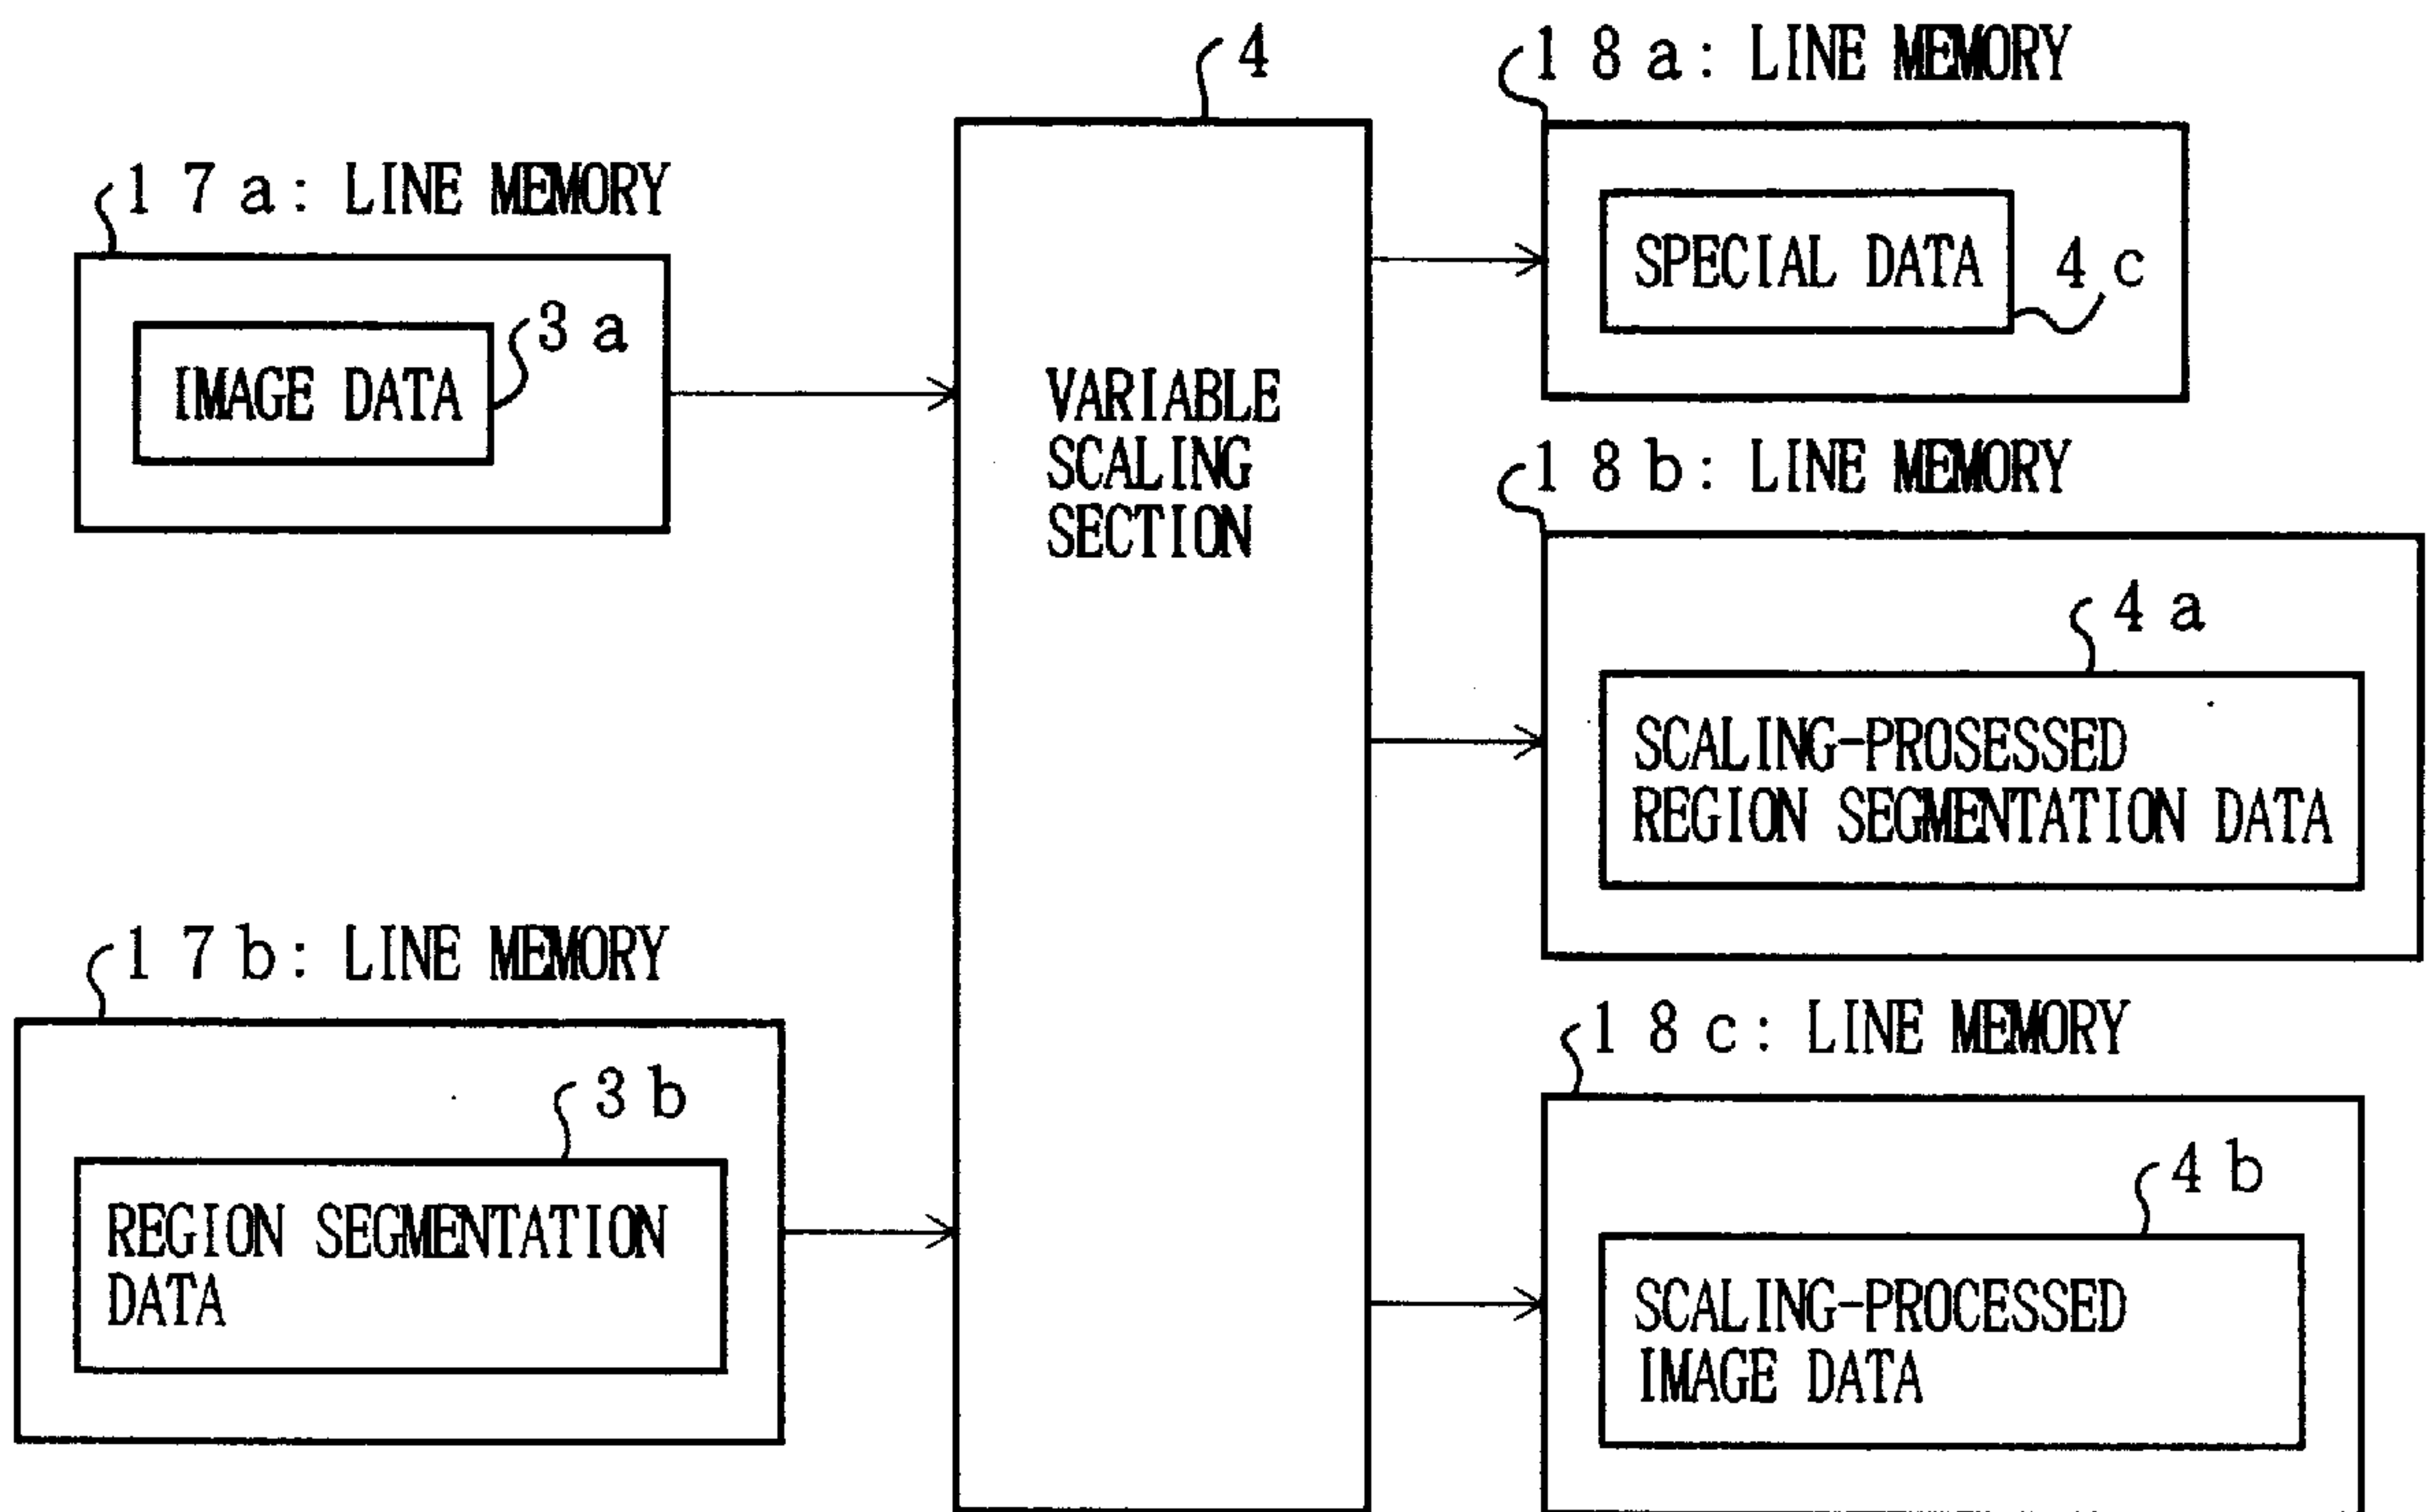 4
18a: LINE MEMORY
17a: LINE MEMORY
SPECIAL DATA
4c
3a
IMAGE DATA
VARIABLE
SCALING
SECTION
18b: LINE MEMORY
4a
SCALING-PROSESSED
REGION SEGMENTATION DATA
17b: LINE MEMORY
18c: LINE MEMORY
3b
4b
REGION SEGMENTATION
DATA
SCALING-PROCESSED
IMAGE DATA